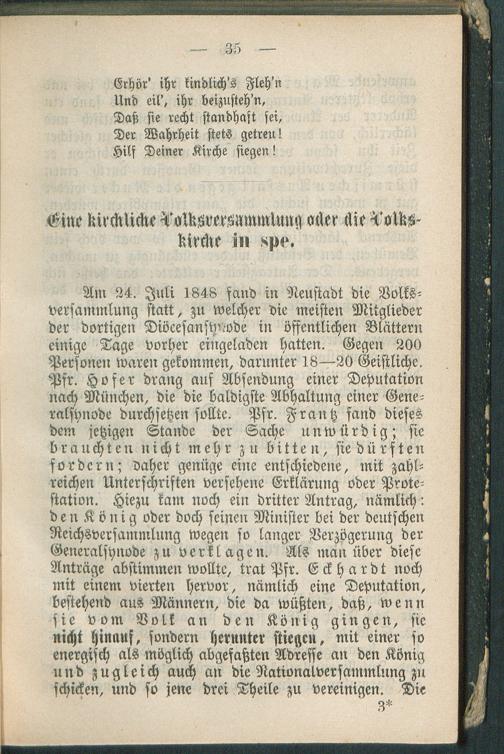 — 35 —
Erhör' ihr kindlich's Fleh'n
Und eil', ihr beizusteh'n,
Daß sie recht standhaft sei,
Der Wahrheit stets getreu!
Hilf Deiner Kirche siegen!
Eine kirchliche Volksversammlung oder die Volks-
kirche in spe.
Am 24. Juli 1848 fand in Neustadt die Volks-
versammlung statt, zu welcher die meisten Mitglieder
der dortigen Diöcesansynode in öffentlichen Blättern
einige Tage vorher eingeladen hatten. Gegen 200
Personen waren gekommen, darunter 18—20 Geistliche.
Pfr. Hofer drang auf Absendung einer Deputation
nach München, die die baldigste Abhaltung einer Gene-
ralsynode durchsetzen sollte. Pfr. Frantz fand dieses
dem jetzigen Stande der Sache unwürdig; sie
brauchten nicht mehr zu bitten, sie dürften
fordern; daher genüge eine entschiedene, mit zahl-
reichen Unterschriften versehene Erklärung oder Prote-
station. Hiezu kam noch ein dritter Antrag, nämlich:
den König oder doch seinen Minister bei der deutschen
Reichsversammlung wegen so langer Verzögerung der
Generalsynode zu verklagen. Als man über diese
Anträge abstimmen wollte, trat Pfr. Eckhardt noch
mit einem vierten hervor, nämlich eine Deputation,
bestehend aus Männern, die da wüßten, daß, wenn
sie vom Volk an den König gingen, sie
nicht hinauf, sondern herunter stiegen, mit einer so
energisch als möglich abgefaßten Adresse an den König
und zugleich auch an die Nationalversammlung zu
schicken, und so jene drei Theile zu vereinigen. Die
3*